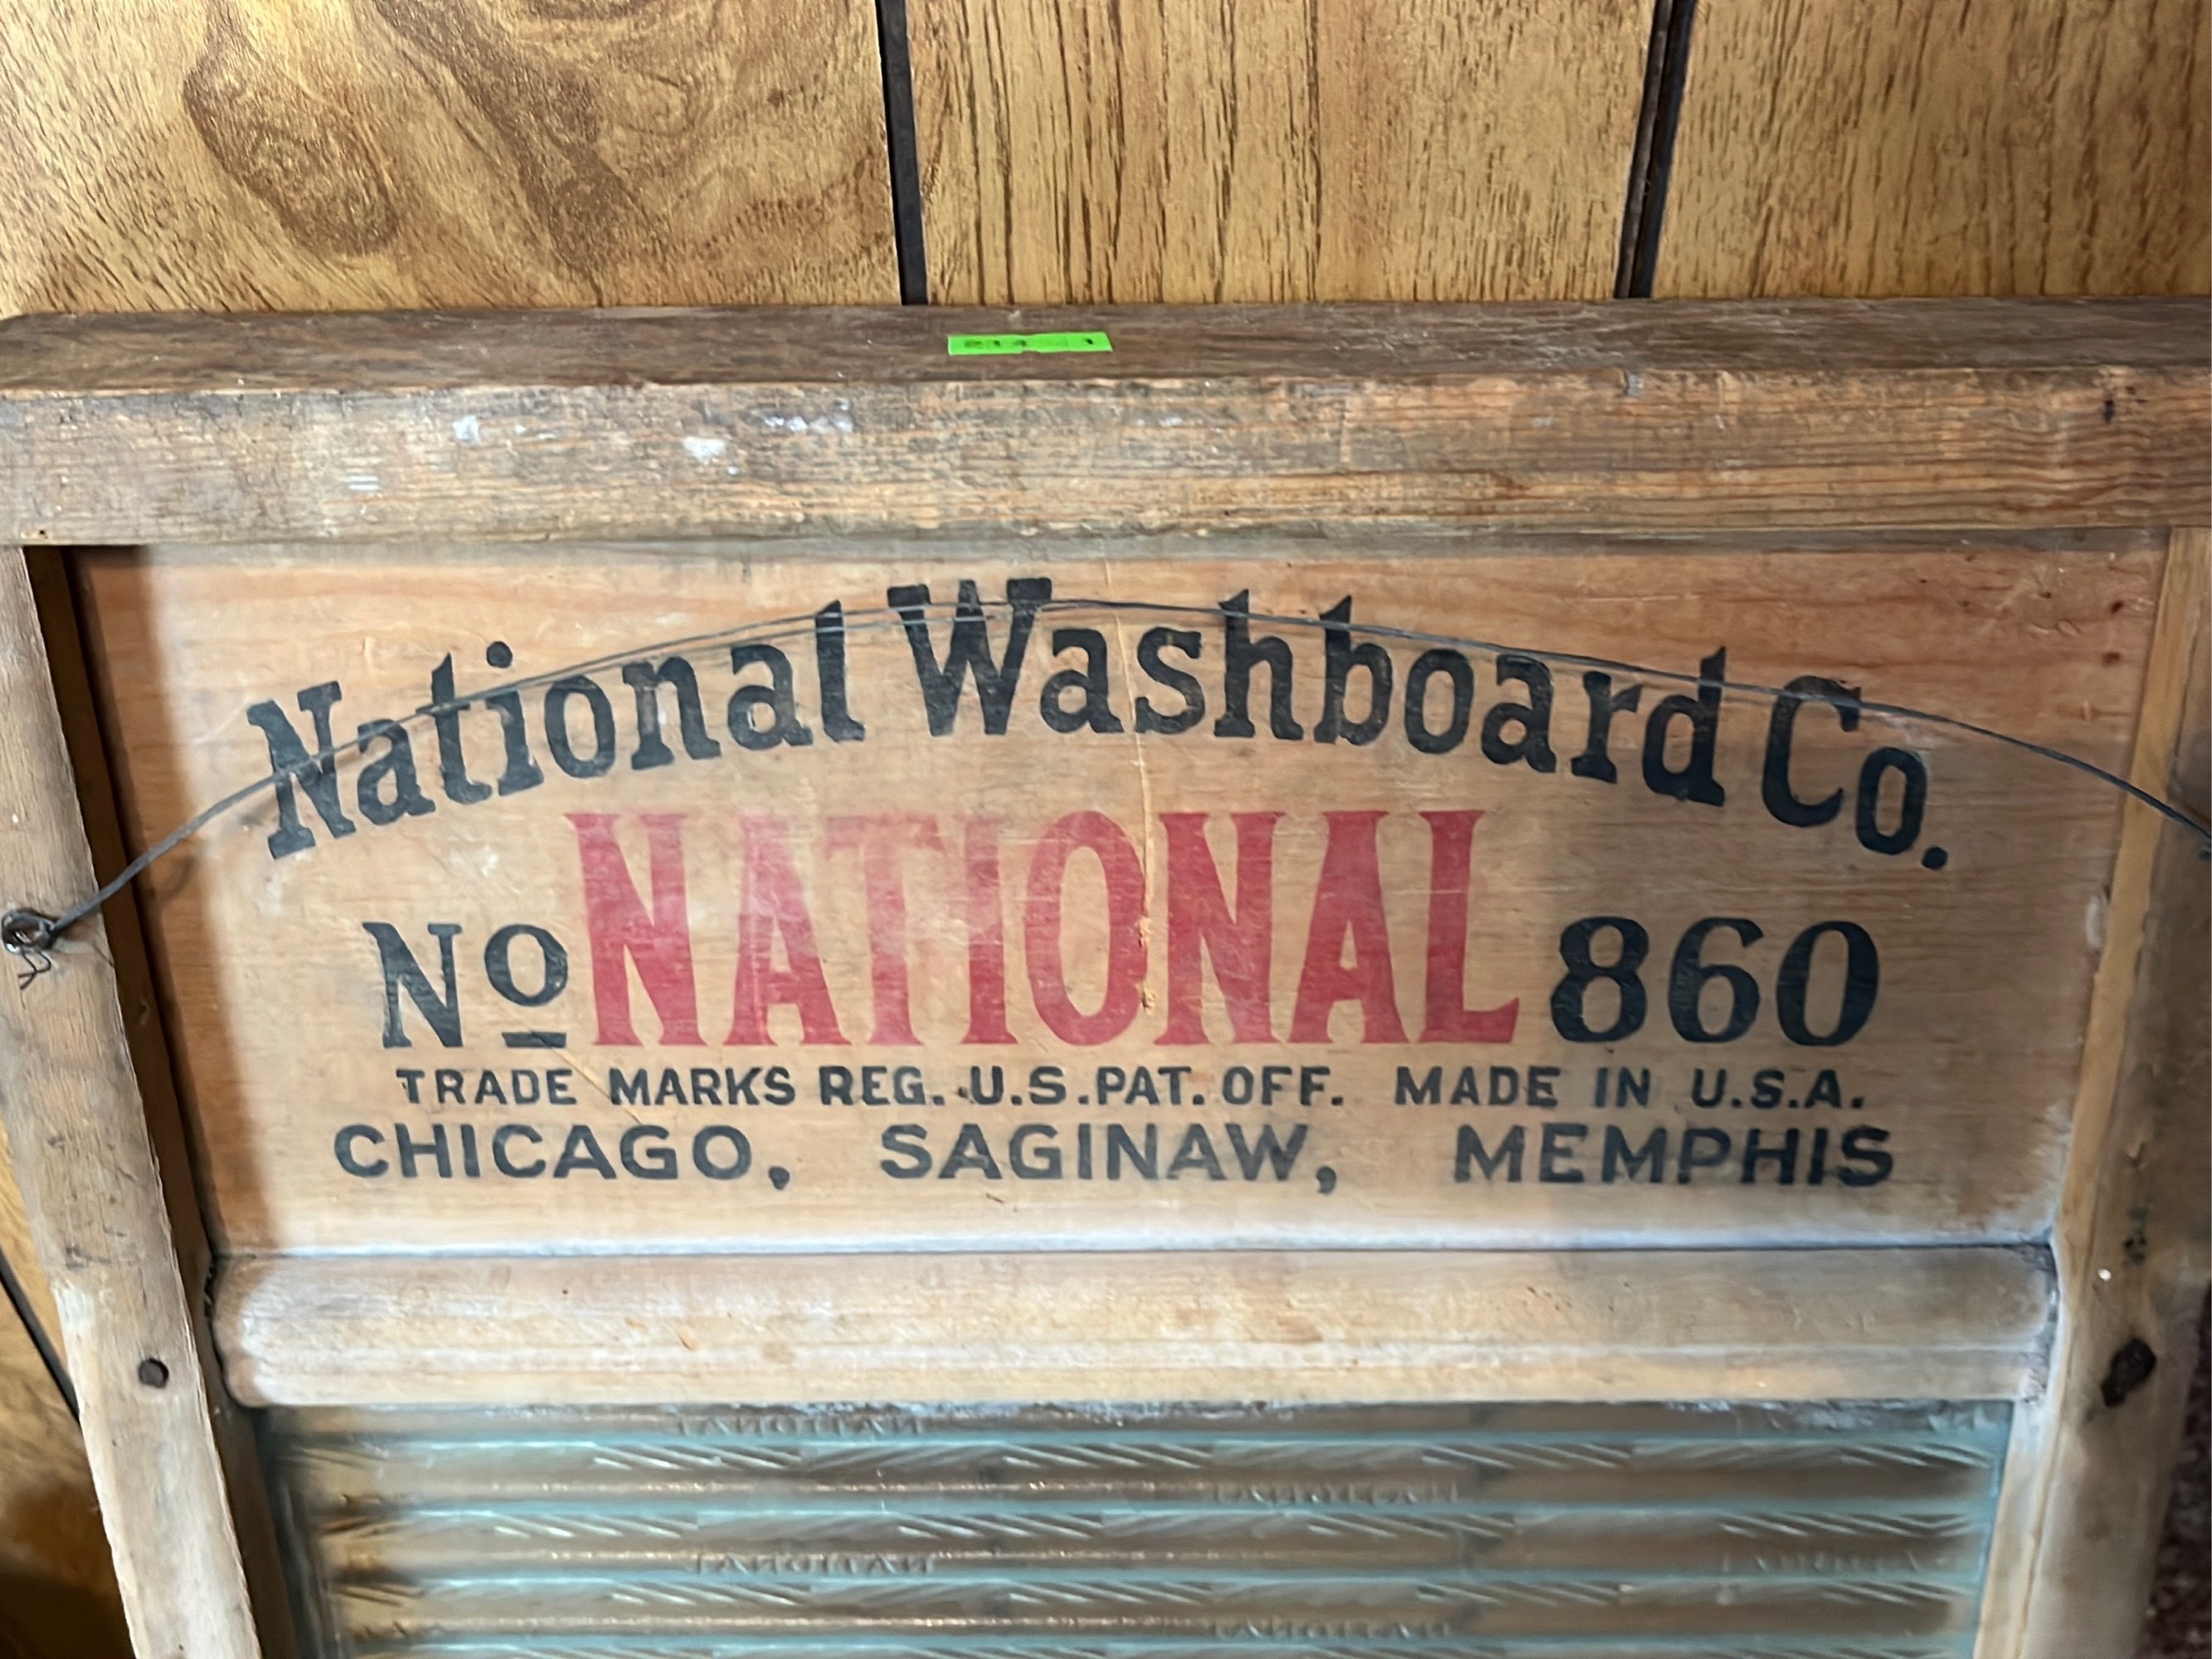 National Washboard Co.
No NATIONAL 860
TRADE MARKS REG. U.S. PAT. OFF. MADE IN U.S.A.
CHICAGO, SAGINAW, MEMPHIS